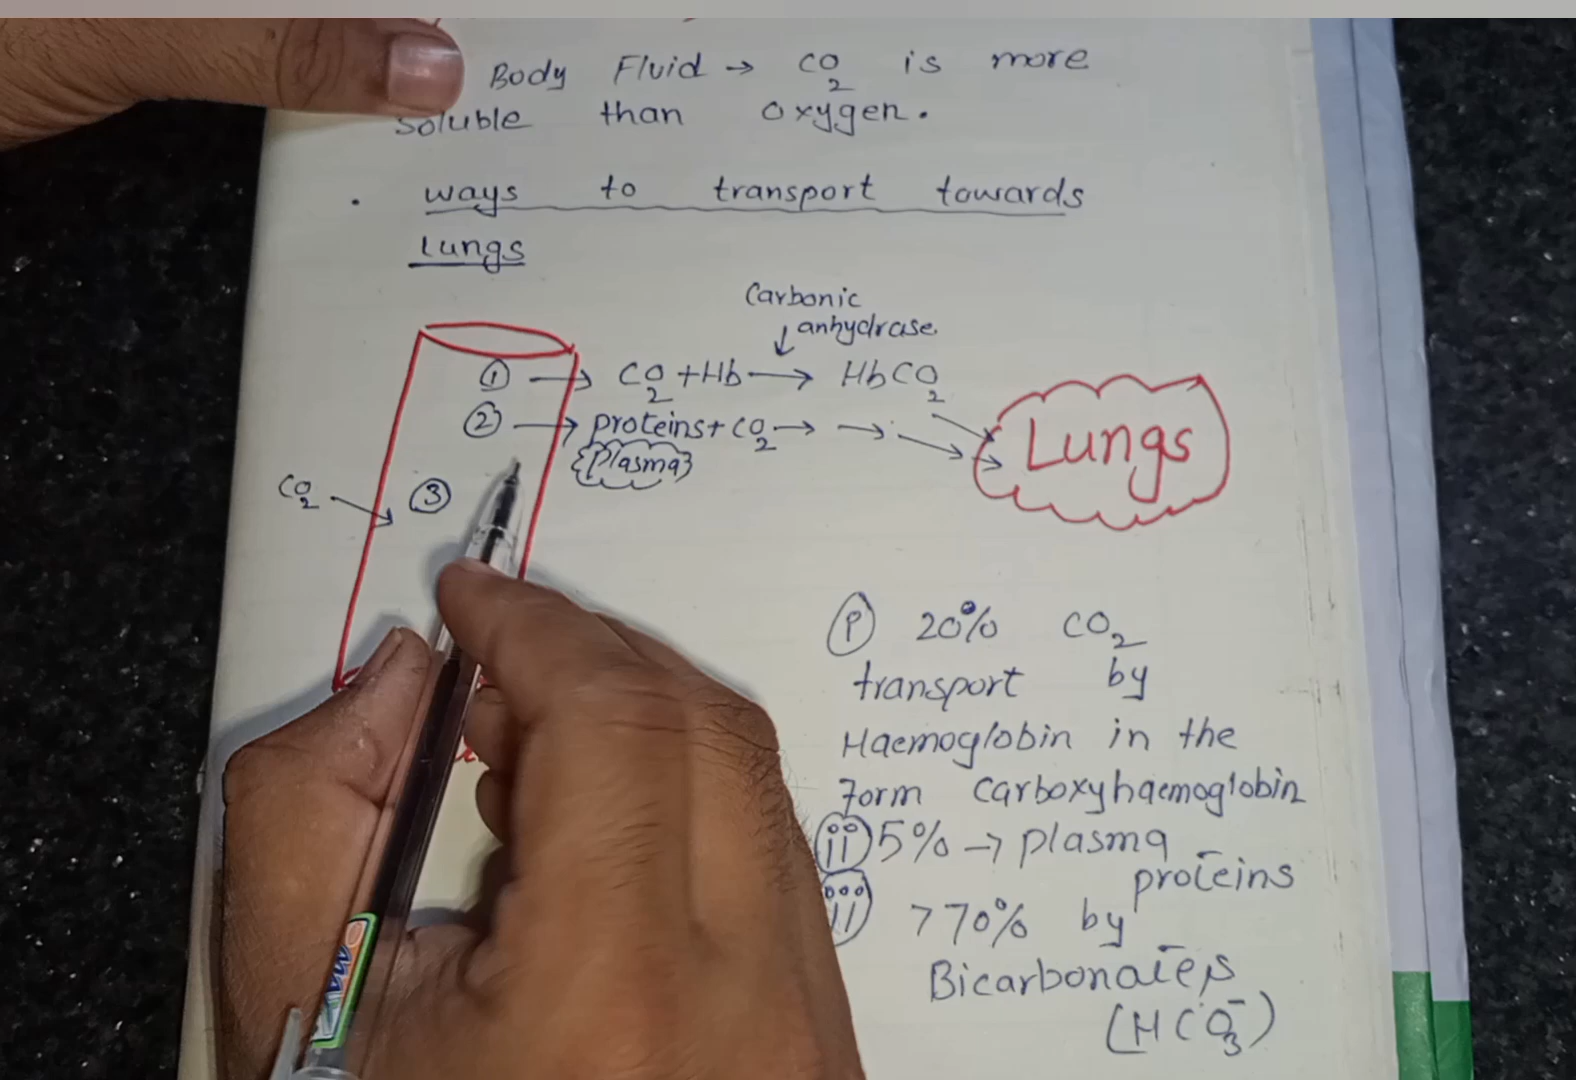 Body Fluid → CO2 is more
soluble than oxygen.
. ways to transport towards
Lungs
Carbonic
↓ anhydrase.
① → CO2 + Hb → HbCO2
② → proteins + CO2 → →
{Plasma}
Lungs
CO2
③
20% CO2
transport by
Haemoglobin in the
Form carboxyhaemoglobin
(ii) 5% → plasma
proteins
(iii) >70% by
Bicarbonates
(HCO3-)